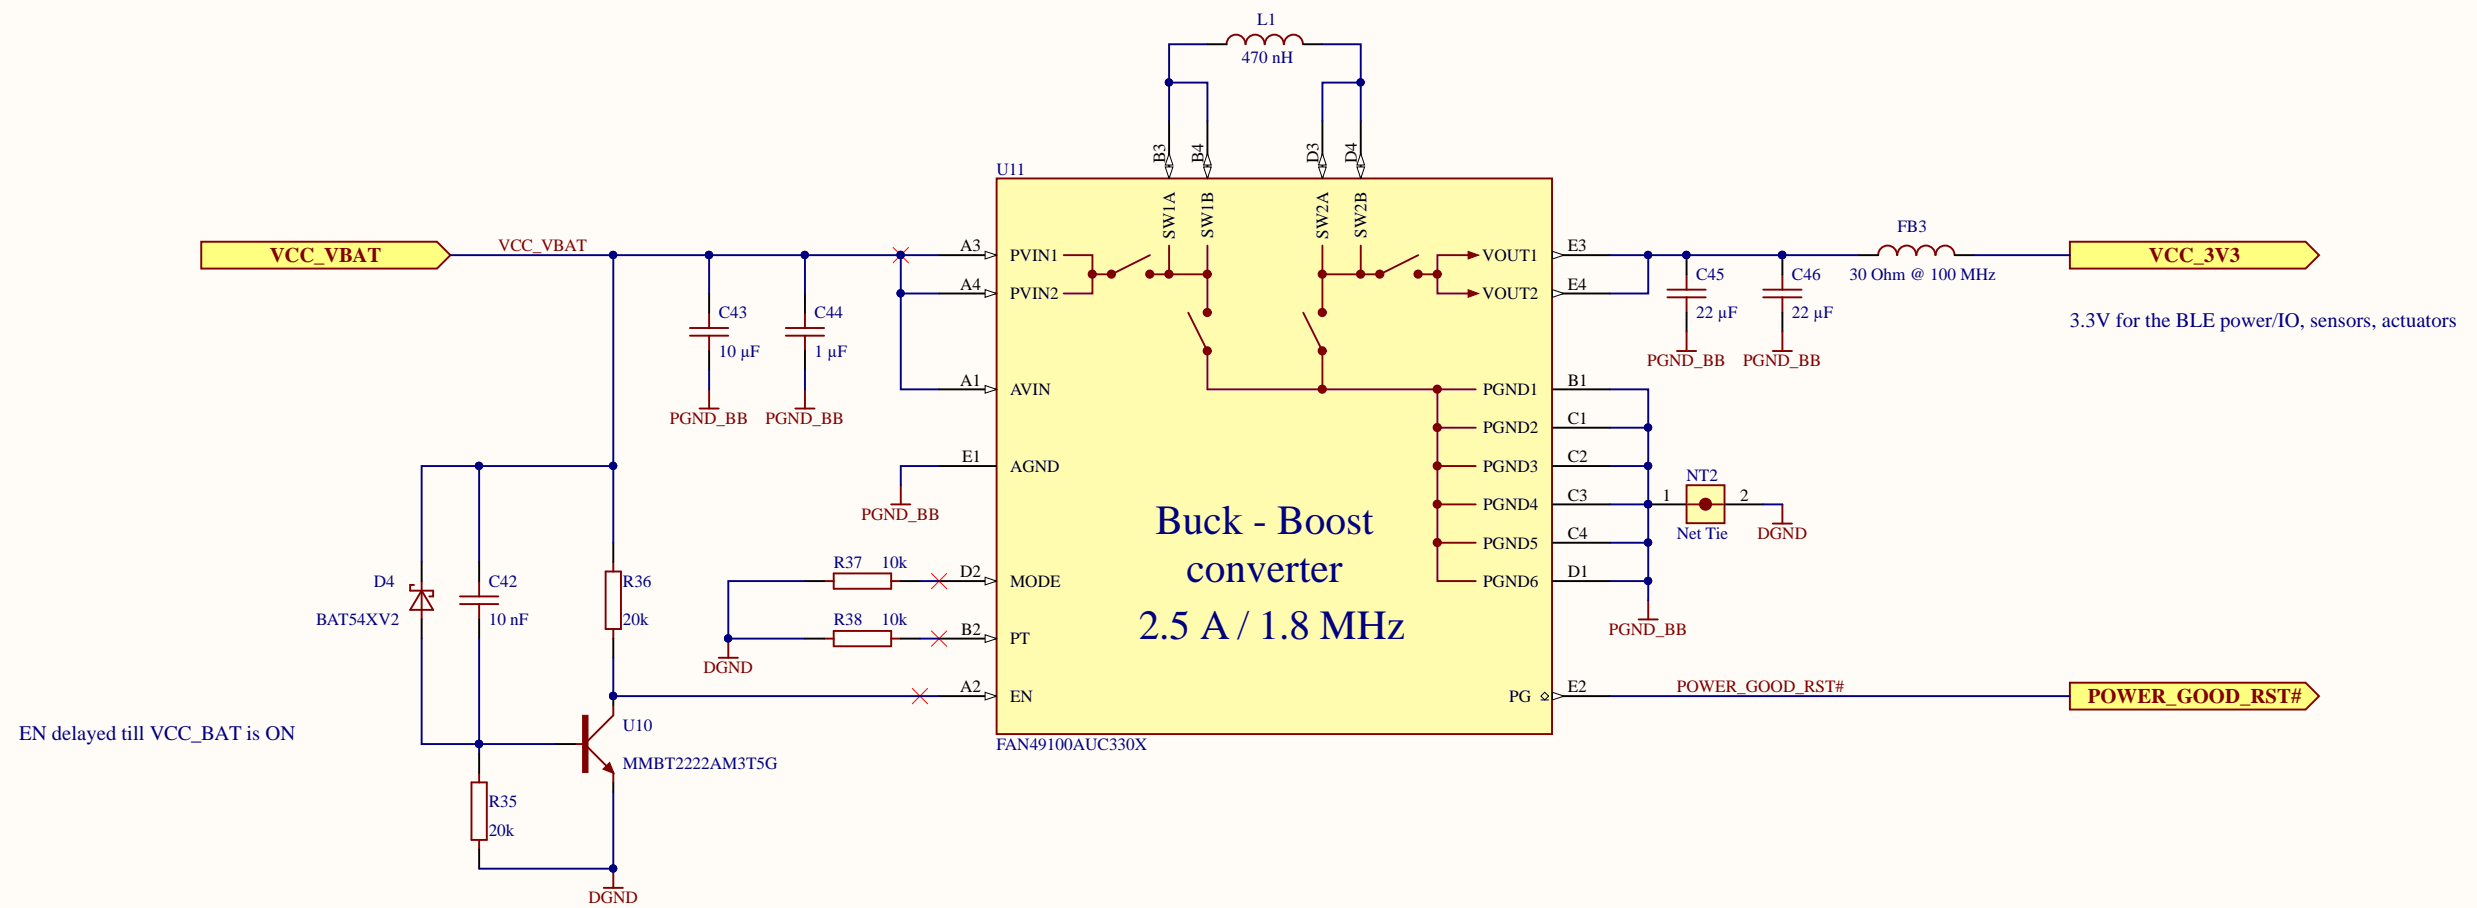 L1
470 nH
B3
B4
D3
D4
U11
SW1A
SW1B
SW2A
SW2B
VCC_VBAT
VCC_VBAT
A3
PVIN1
VOUT1
E3
FB3
30 Ohm @ 100 MHz
VCC_3V3
A4
PVIN2
VOUT2
E4
C45
22 µF
PGND_BB
C46
22 µF
PGND_BB
3.3V for the BLE power/IO, sensors, actuators
C43
10 µF
PGND_BB
C44
1 µF
PGND_BB
A1
AVIN
PGND1
B1
PGND2
C1
E1
AGND
PGND_BB
PGND3
C2
PGND4
C3
NT2
1
2
Net Tie
DGND
PGND5
C4
PGND6
D1
PGND_BB
Buck - Boost
converter
2.5 A / 1.8 MHz
D4
BAT54XV2
C42
10 nF
R36
20k
R37
10k
D2
MODE
R38
10k
B2
PT
DGND
A2
EN
PG
E2
POWER_GOOD_RST#
POWER_GOOD_RST#
EN delayed till VCC_BAT is ON
U10
MMBT2222AM3T5G
FAN49100AUC330X
R35
20k
DGND